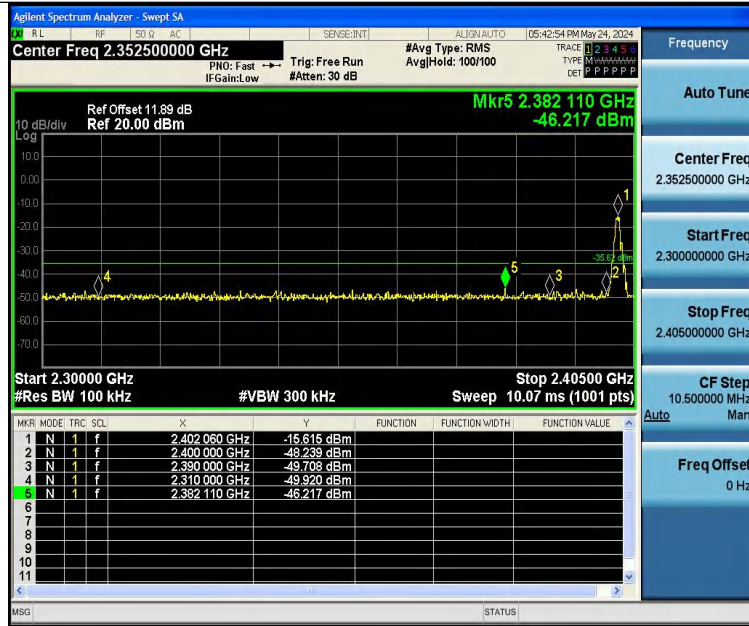 Agilent Spectrum Analyzer - Swept SA
LXI RL RF 50 Ω AC SENSE:INT ALIGN AUTO 05:42:54 PM May 24, 2024
Center Freq 2.352500000 GHz
PNO: Fast
IFGain:Low
Trig: Free Run
#Atten: 30 dB
#Avg Type: RMS
Avg|Hold: 100/100
TRACE 1 2 3 4 5 6
TYPE M
DET P P P P P P
Mkr5 2.382 110 GHz
-46.217 dBm
Ref Offset 11.89 dB
Ref 20.00 dBm
10 dB/div
Log
10.0
0.00
-10.0
-20.0
-30.0
-40.0
-50.0
-60.0
-70.0
-35.62 dBm
1
2
3
4
5
Start 2.30000 GHz Stop 2.40500 GHz
#Res BW 100 kHz #VBW 300 kHz Sweep 10.07 ms (1001 pts)
MKR MODE TRC SCL X Y FUNCTION FUNCTION WIDTH FUNCTION VALUE
1 N 1 f 2.402 060 GHz -15.615 dBm
2 N 1 f 2.400 000 GHz -48.239 dBm
3 N 1 f 2.390 000 GHz -49.708 dBm
4 N 1 f 2.310 000 GHz -49.920 dBm
5 N 1 f 2.382 110 GHz -46.217 dBm
6
7
8
9
10
11
MSG STATUS
Frequency
Auto Tune
Center Freq
2.352500000 GHz
Start Freq
2.300000000 GHz
Stop Freq
2.405000000 GHz
CF Step
10.500000 MHz
Auto Man
Freq Offset
0 Hz